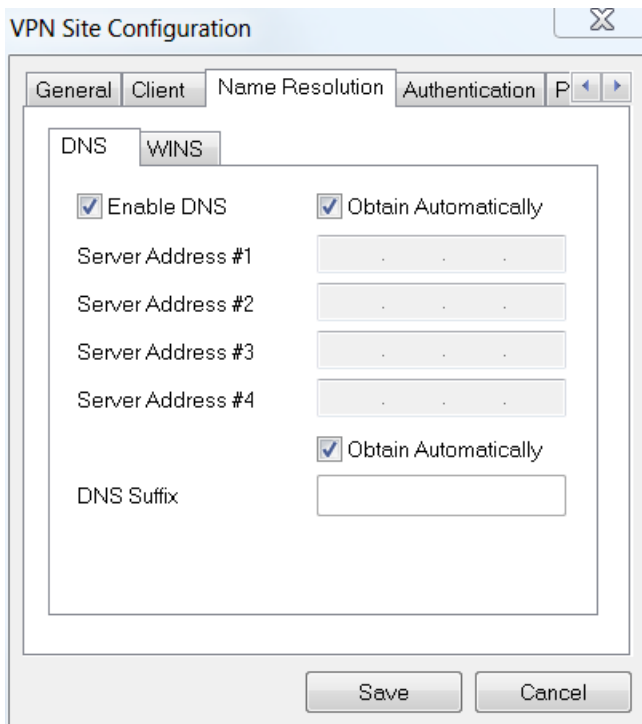 VPN Site Configuration
General Client Name Resolution Authentication P
DNS WINS
Enable DNS Obtain Automatically
Server Address #1
Server Address #2
Server Address #3
Server Address #4
Obtain Automatically
DNS Suffix
Save Cancel